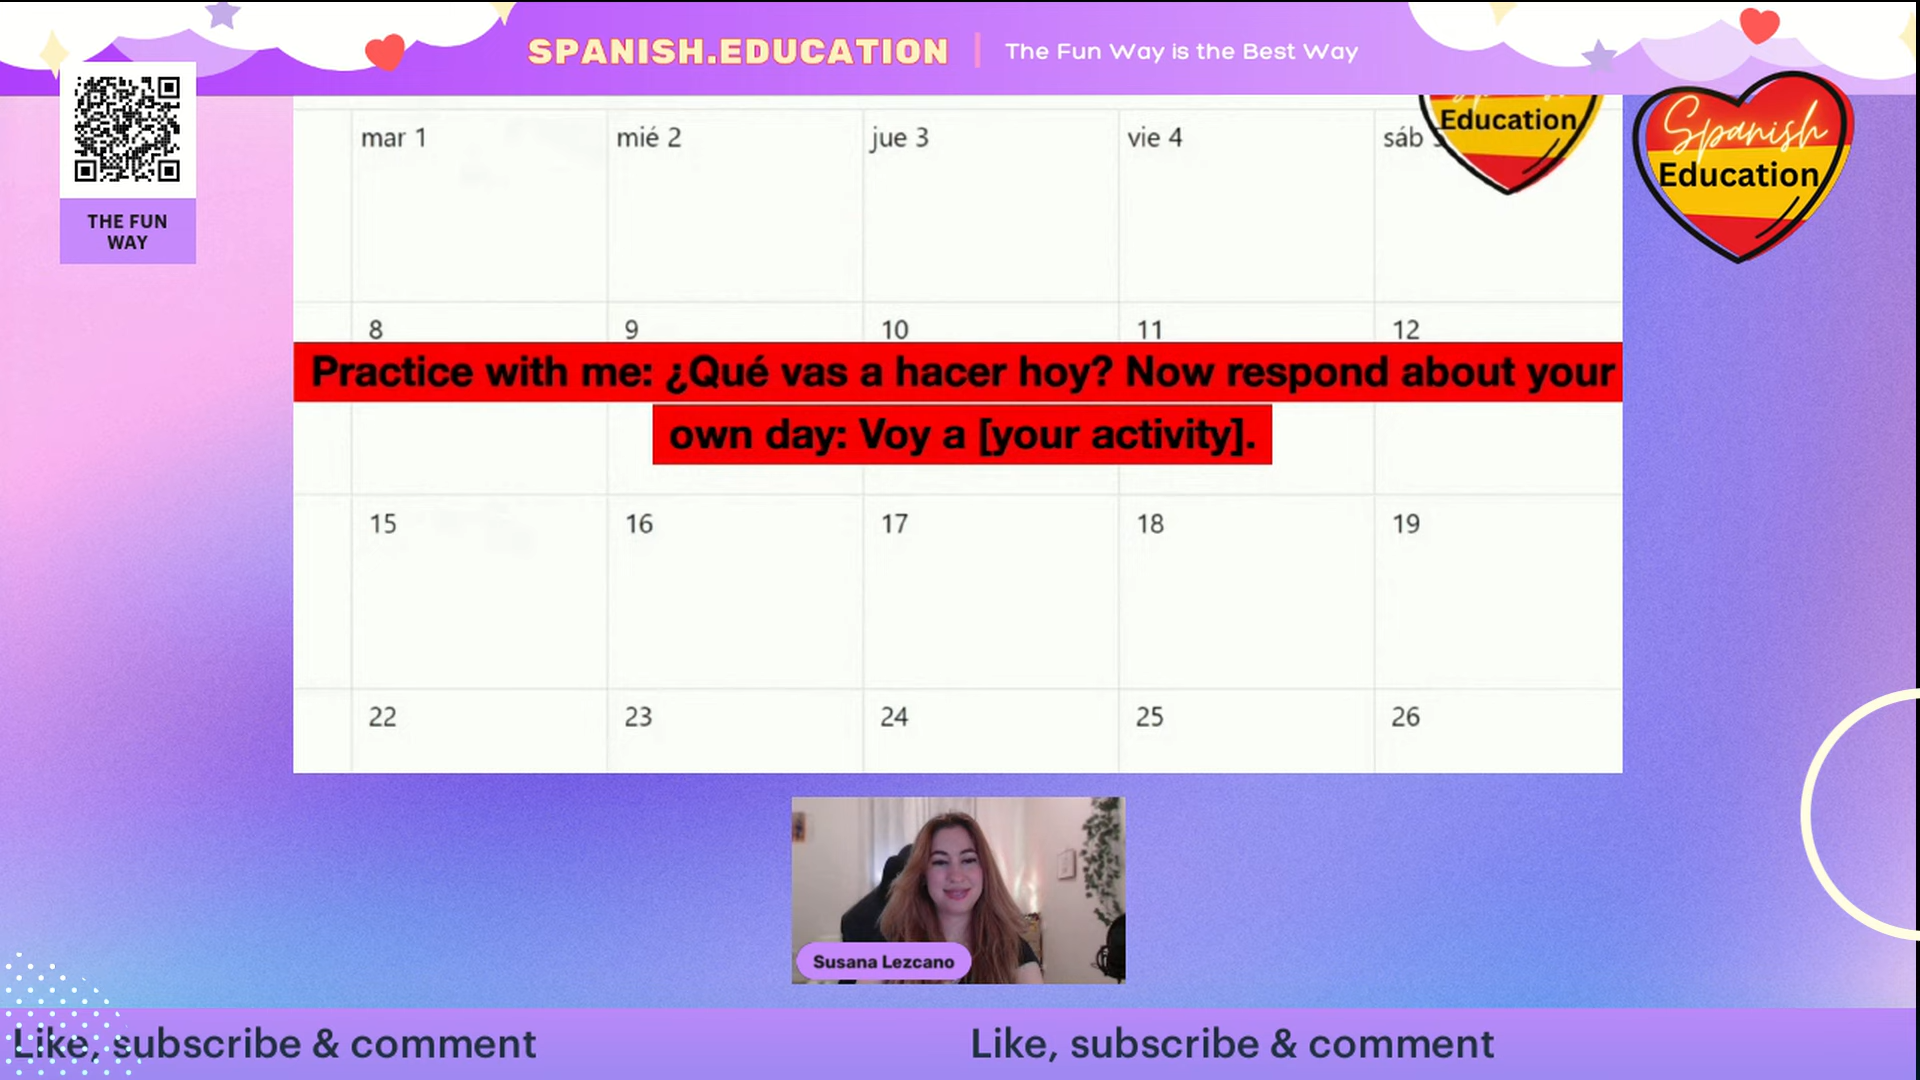 SPANISH.EDUCATION | The Fun Way is the Best Way
THE FUN
WAY
Spanish
Education
Education
mar 1
mié 2
jue 3
vie 4
sáb
8
9
10
11
12
Practice with me: ¿Qué vas a hacer hoy? Now respond about your
own day: Voy a [your activity].
15
16
17
18
19
22
23
24
25
26
Susana Lezcano
Like, subscribe & comment
Like, subscribe & comment